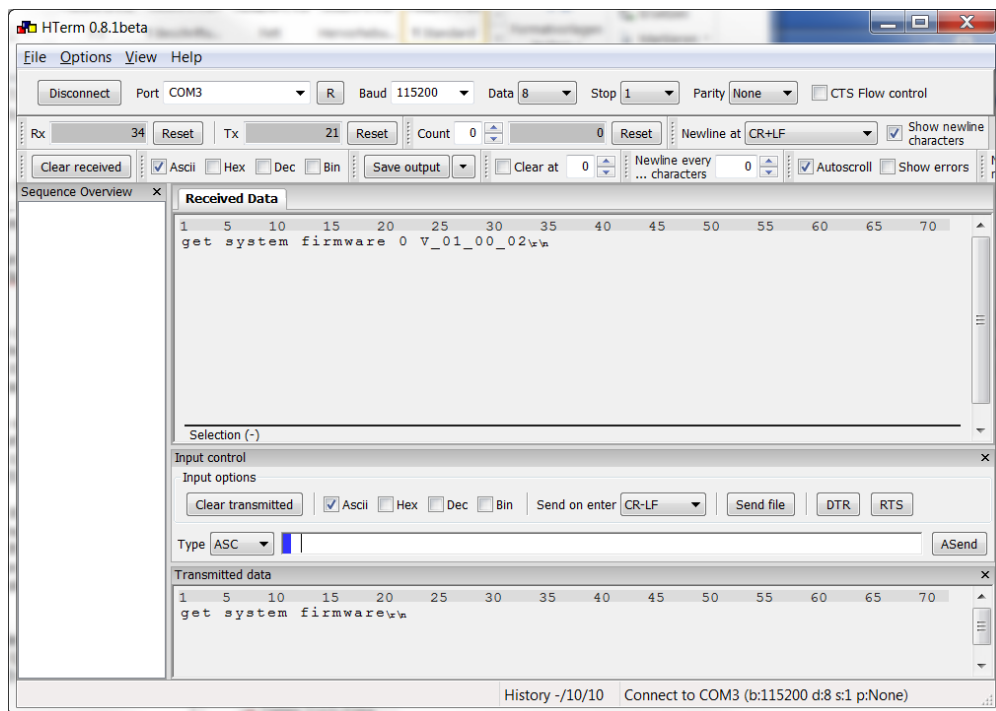 HTerm 0.8.1beta
File Options View Help
Disconnect Port COM3 R Baud 115200 Data 8 Stop 1 Parity None CTS Flow control
Rx 34 Reset Tx 21 Reset Count 0 0 Reset Newline at CR+LF Show newline characters
Clear received Ascii Hex Dec Bin Save output Clear at 0 Newline every ... characters 0 Autoscroll Show errors
Sequence Overview x
Received Data
1 5 10 15 20 25 30 35 40 45 50 55 60 65 70
get system firmware 0 V_01_00_02\r\n
Selection (-)
Input control x
Input options
Clear transmitted Ascii Hex Dec Bin Send on enter CR-LF Send file DTR RTS
Type ASC ASend
Transmitted data x
1 5 10 15 20 25 30 35 40 45 50 55 60 65 70
get system firmware\r\n
History -/10/10 Connect to COM3 (b:115200 d:8 s:1 p:None)